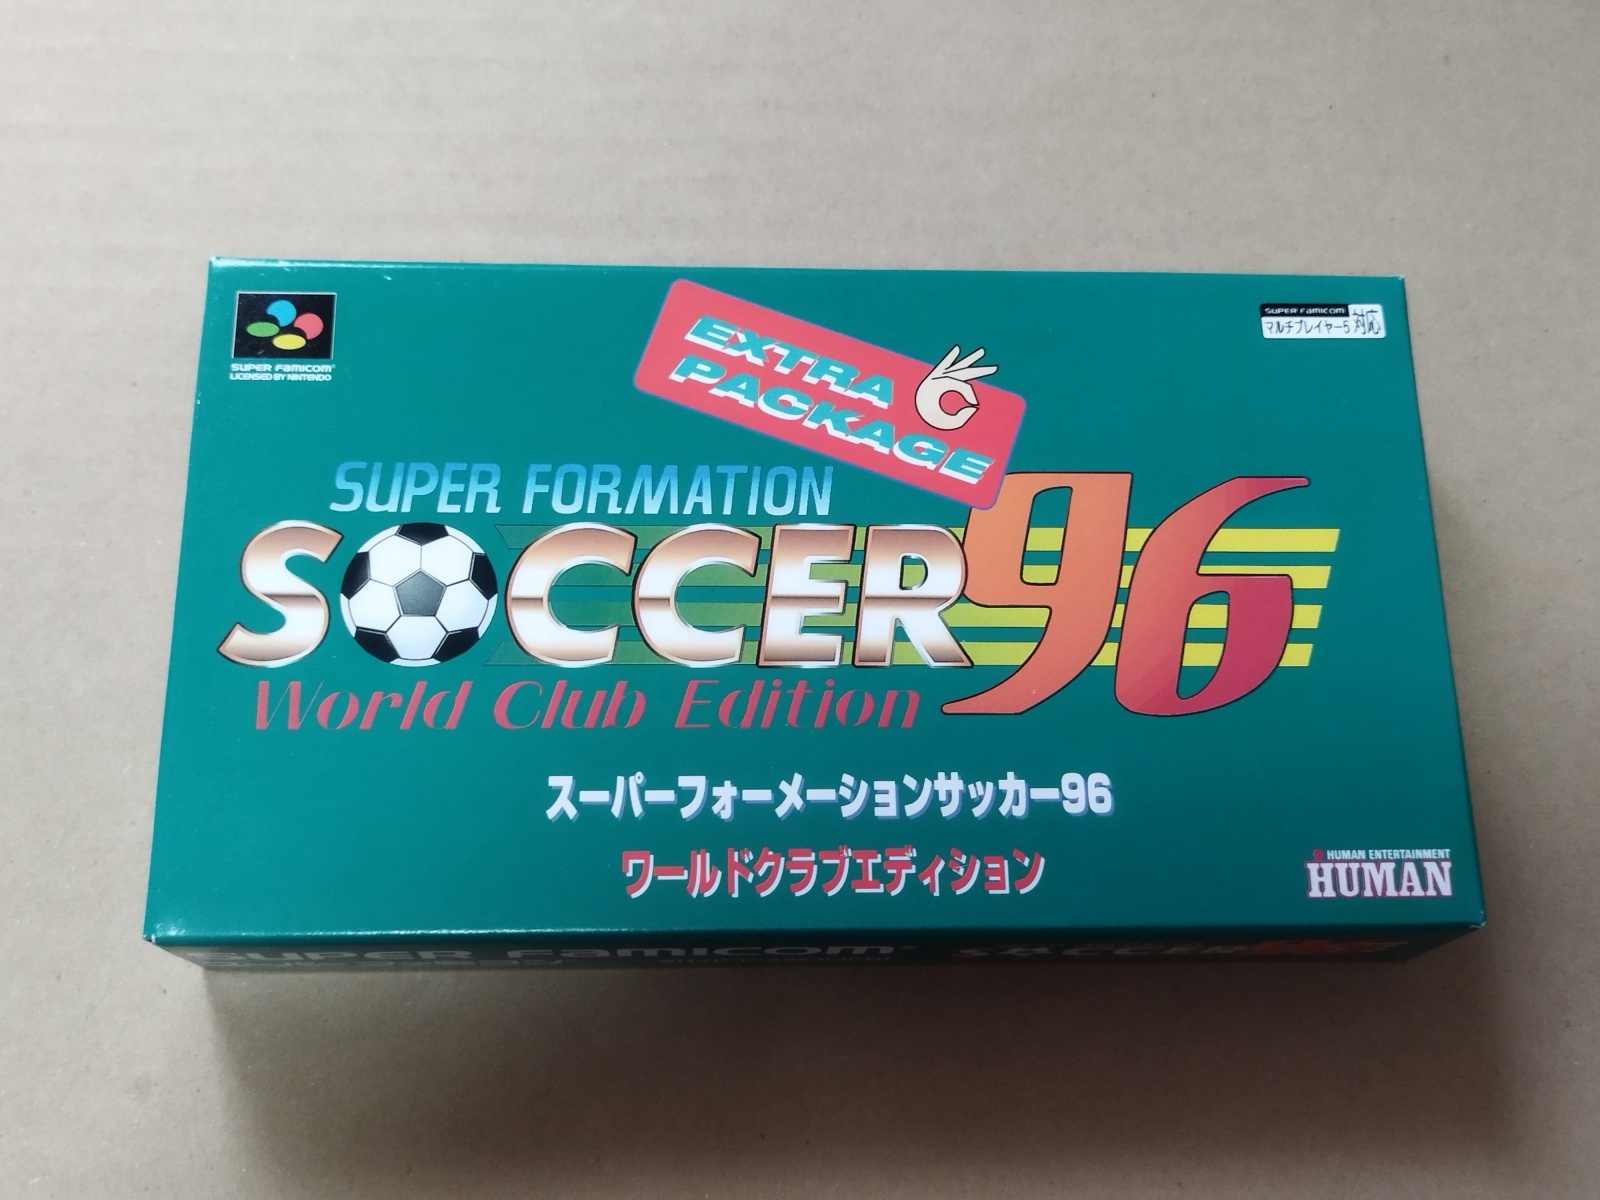 SUPER FAMICOM
LICENSED BY NINTENDO
EXTRA
PACKAGE
SUPER FAMICOM
マルチプレイヤー5対応
SUPER FORMATION
SOCCER 96
World Club Edition
スーパーフォーメーションサッカー96
ワールドクラブエディション
HUMAN ENTERTAINMENT
HUMAN
SUPER FAMICOM
SOCCER